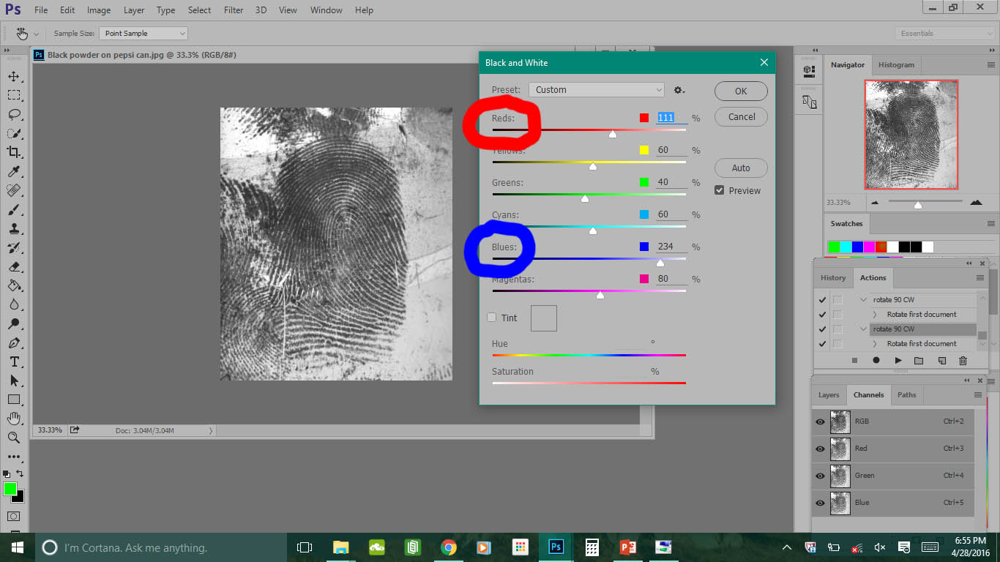 Ps File Edit Image Layer Type Select Filter 3D View Window Help
Sample Size: Point Sample Essentials
Ps Black powder on pepsi can.jpg @ 33.3% (RGB/8#)
Black and White
Preset: Custom
OK
Reds: 111 %
Cancel
Yellows: 60 %
Auto
Greens: 40 %
Preview
Cyans: 60 %
Blues: 234 %
Magentas: 80 %
Tint
Hue °
Saturation %
33.33% Doc: 3.04M/3.04M
Navigator Histogram
33.33%
Swatches
History Actions
rotate 90 CW
Rotate first document
rotate 90 CW
Rotate first document
Layers Channels Paths
RGB Ctrl+2
Red Ctrl+3
Green Ctrl+4
Blue Ctrl+5
T
I'm Cortana. Ask me anything.
Ps
6:55 PM
4/28/2016